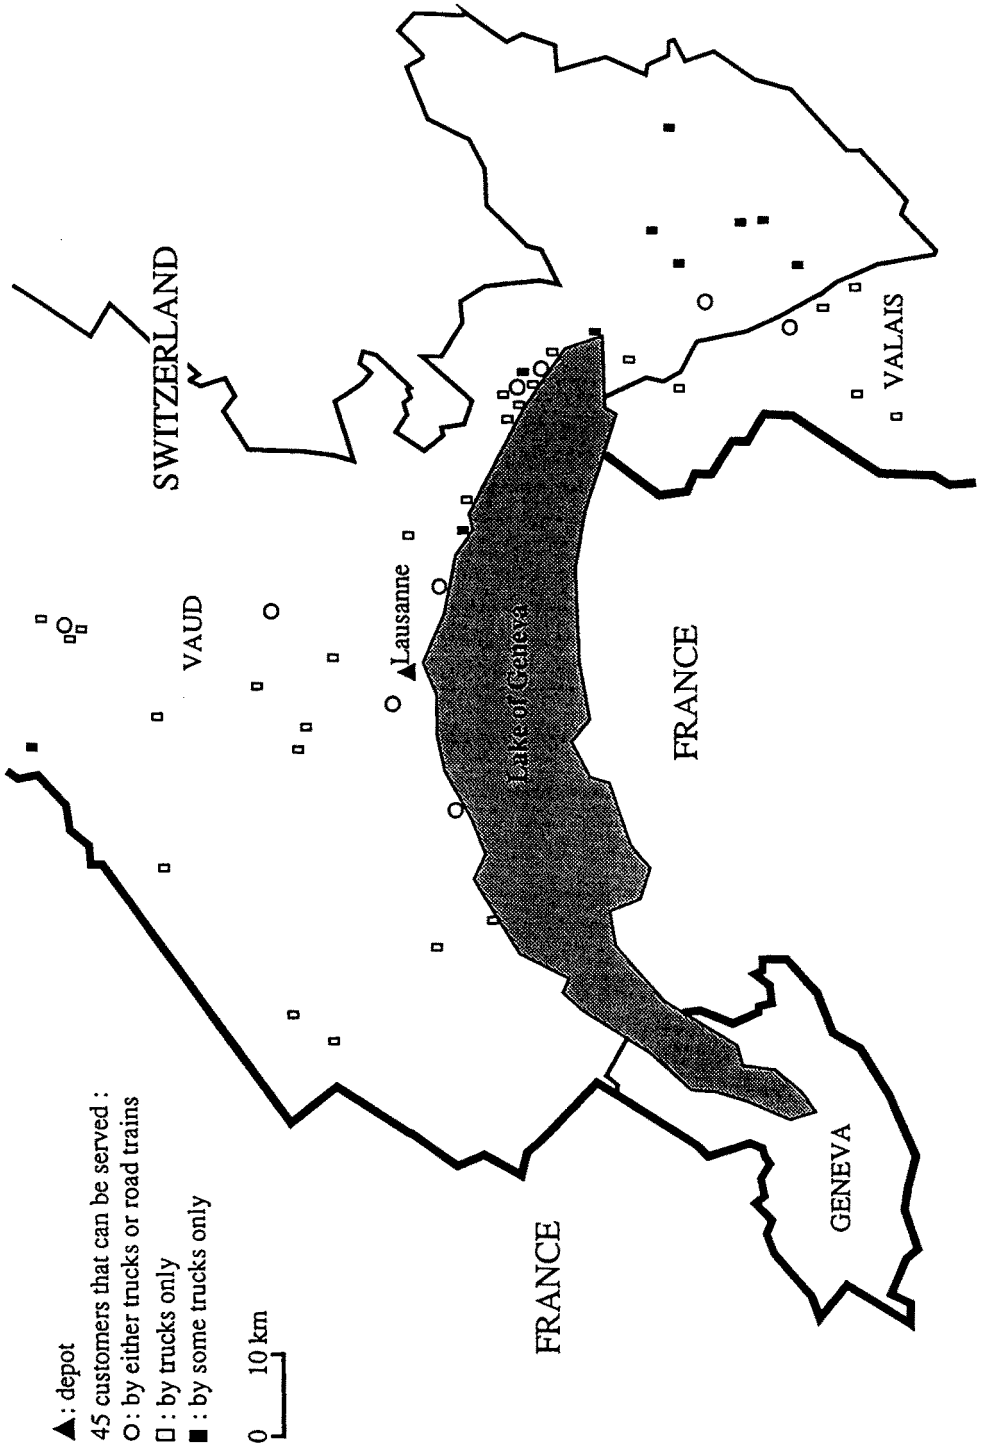 ▲: depot
45 customers that can be served :
○: by either trucks or road trains
□ : by trucks only
■ : by some trucks only
0 10 km
SWITZERLAND
VAUD
Lausanne
Lake of Geneva
FRANCE
VALAIS
FRANCE
GENEVA